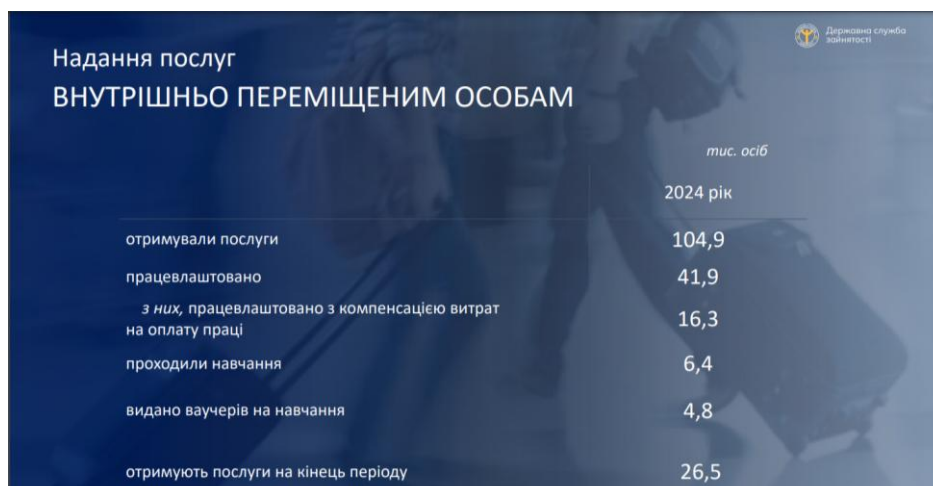 Державна служба
зайнятості
Надання послуг
ВНУТРІШНЬО ПЕРЕМІЩЕНИМ ОСОБАМ
тис. осіб
2024 рік
отримували послуги 104,9
працевлаштовано 41,9
з них, працевлаштовано з компенсацією витрат
на оплату праці 16,3
проходили навчання 6,4
видано ваучерів на навчання 4,8
отримують послуги на кінець періоду 26,5